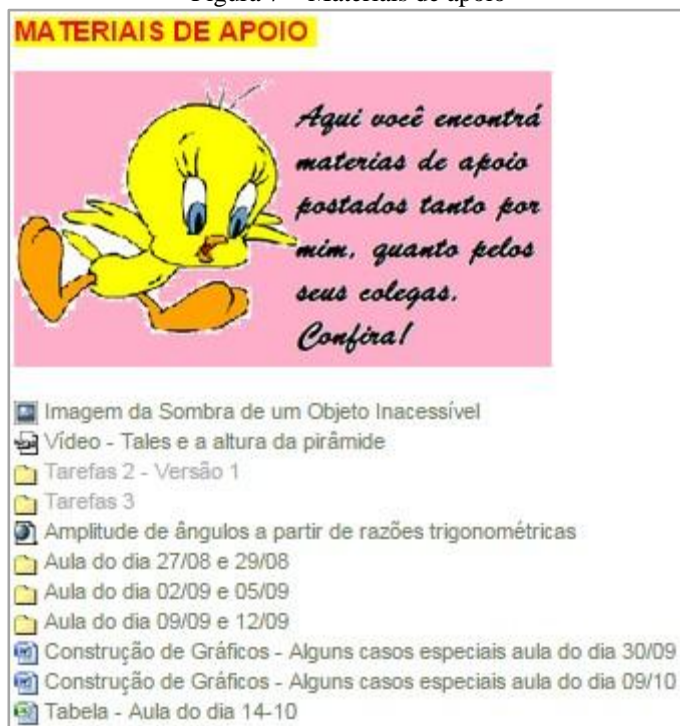 Figura 7 – Materiais de apoio
MATERIAIS DE APOIO
Aqui você encontrá
materias de apoio
postados tanto por
mim, quanto pelos
seus colegas.
Confira!
Imagem da Sombra de um Objeto Inacessível
Vídeo - Tales e a altura da pirâmide
Tarefas 2 - Versão 1
Tarefas 3
Amplitude de ângulos a partir de razões trigonométricas
Aula do dia 27/08 e 29/08
Aula do dia 02/09 e 05/09
Aula do dia 09/09 e 12/09
Construção de Gráficos - Alguns casos especiais aula do dia 30/09
Construção de Gráficos - Alguns casos especiais aula do dia 09/10
Tabela - Aula do dia 14-10